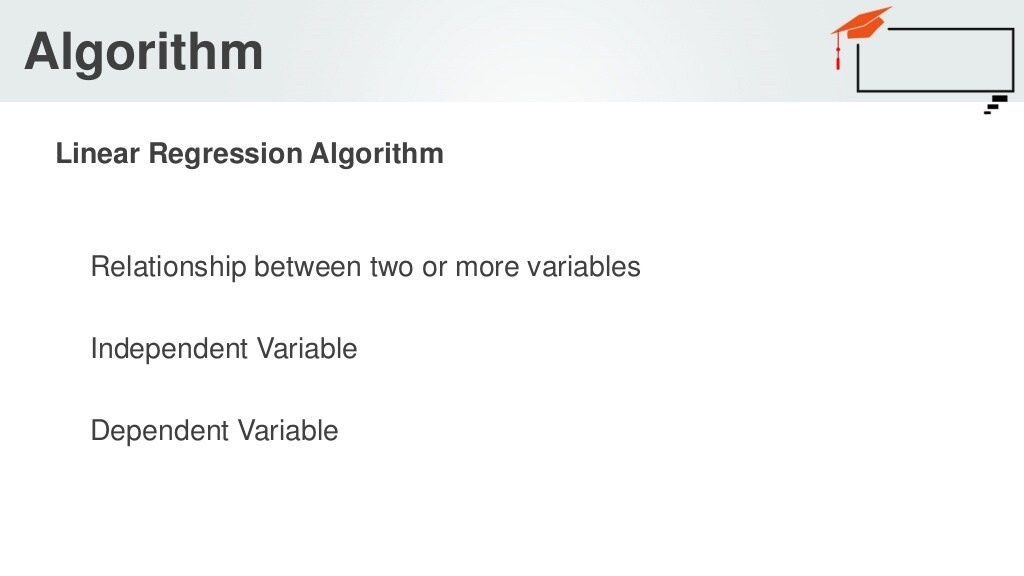 Algorithm
Linear Regression Algorithm
Relationship between two or more variables
Independent Variable
Dependent Variable